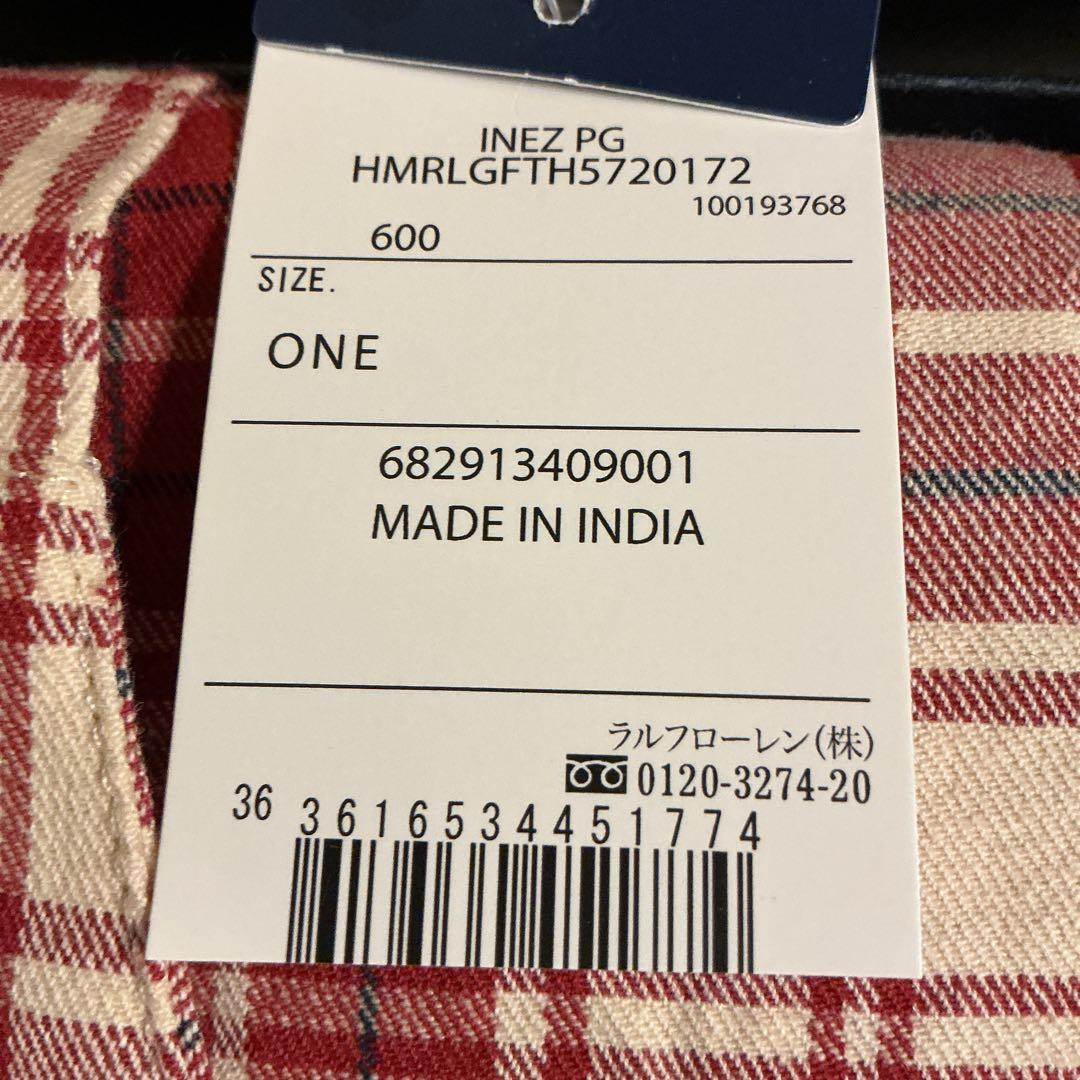 INEZ PG
HMRLGFTH5720172
100193768
600
SIZE.
ONE
682913409001
MADE IN INDIA
ラルフローレン(株)
0120-3274-20
36
3616534451774